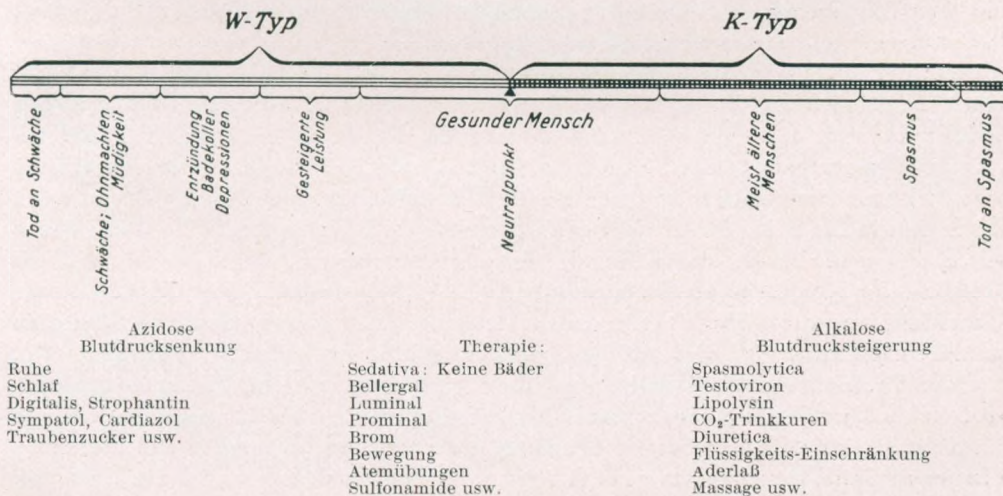 W-Typ
K-Typ
Gesunder Mensch
Tod an Schwäche
Schwäche; Ohnmachten
Müdigkeit
Entzündung
Badekoller
Depressionen
Gesteigerte
Leistung
Neutralpunkt
Meist ältere
Menschen
Spasmus
Tod an Spasmus
Azidose
Blutdrucksenkung
Ruhe
Schlaf
Digitalis, Strophantin
Sympatol, Cardiazol
Traubenzucker usw.
Therapie:
Sedativa: Keine Bäder
Bellergal
Luminal
Prominal
Brom
Bewegung
Atemübungen
Sulfonamide usw.
Alkalose
Blutdrucksteigerung
Spasmolytica
Testoviron
Lipolysin
CO₂-Trinkkuren
Diuretica
Flüssigkeits-Einschränkung
Aderlaß
Massage usw.